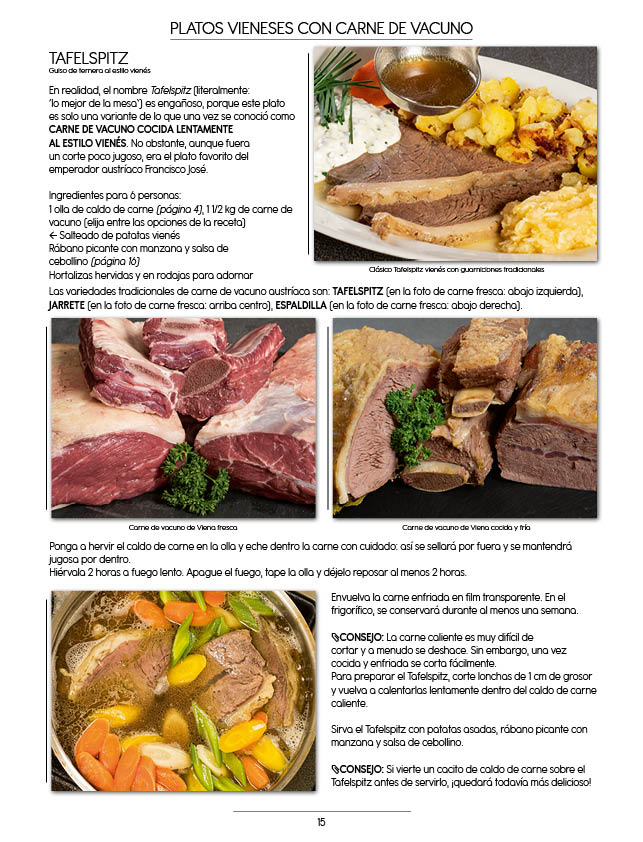 PLATOS VIENESES CON CARNE DE VACUNO
TAFELSPITZ
Guiso de ternera al estilo vienés
En realidad, el nombre Tafelspitz (literalmente:
‘lo mejor de la mesa‘) es engañoso, porque este plato
es solo una variante de lo que una vez se conoció como
CARNE DE VACUNO COCIDA LENTAMENTE
AL ESTILO VIENÉS. No obstante, aunque fuera
un corte poco jugoso, era el plato favorito del
emperador austríaco Francisco José.
Ingredientes para 6 personas:
1 olla de caldo de carne (página 4), 1 1/2 kg de carne de
vacuno (elija entre las opciones de la receta)
← Salteado de patatas vienés
Rábano picante con manzana y salsa de
cebollino (página 16)
Hortalizas hervidas y en rodajas para adornar
Clásico Tafelspitz vienés con guarniciones tradicionales
Las variedades tradicionales de carne de vacuno austríaca son: TAFELSPITZ (en la foto de carne fresca: abajo izquierda),
JARRETE (en la foto de carne fresca: arriba centro), ESPALDILLA (en la foto de carne fresca: abajo derecha).
Carne de vacuno de Viena fresca
Carne de vacuno de Viena cocida y fría
Ponga a hervir el caldo de carne en la olla y eche dentro la carne con cuidado: así se sellará por fuera y se mantendrá
jugosa por dentro.
Hiérvala 2 horas a fuego lento. Apague el fuego, tape la olla y déjelo reposar al menos 2 horas.
Envuelva la carne enfriada en film transparente. En el
frigorífico, se conservará durante al menos una semana.
CONSEJO: La carne caliente es muy difícil de
cortar y a menudo se deshace. Sin embargo, una vez
cocida y enfriada se corta fácilmente.
Para preparar el Tafelspitz, corte lonchas de 1 cm de grosor
y vuelva a calentarlas lentamente dentro del caldo de carne
caliente.
Sirva el Tafelspitz con patatas asadas, rábano picante con
manzana y salsa de cebollino.
CONSEJO: Si vierte un cacito de caldo de carne sobre el
Tafelspitz antes de servirlo, ¡quedará todavía más delicioso!
15